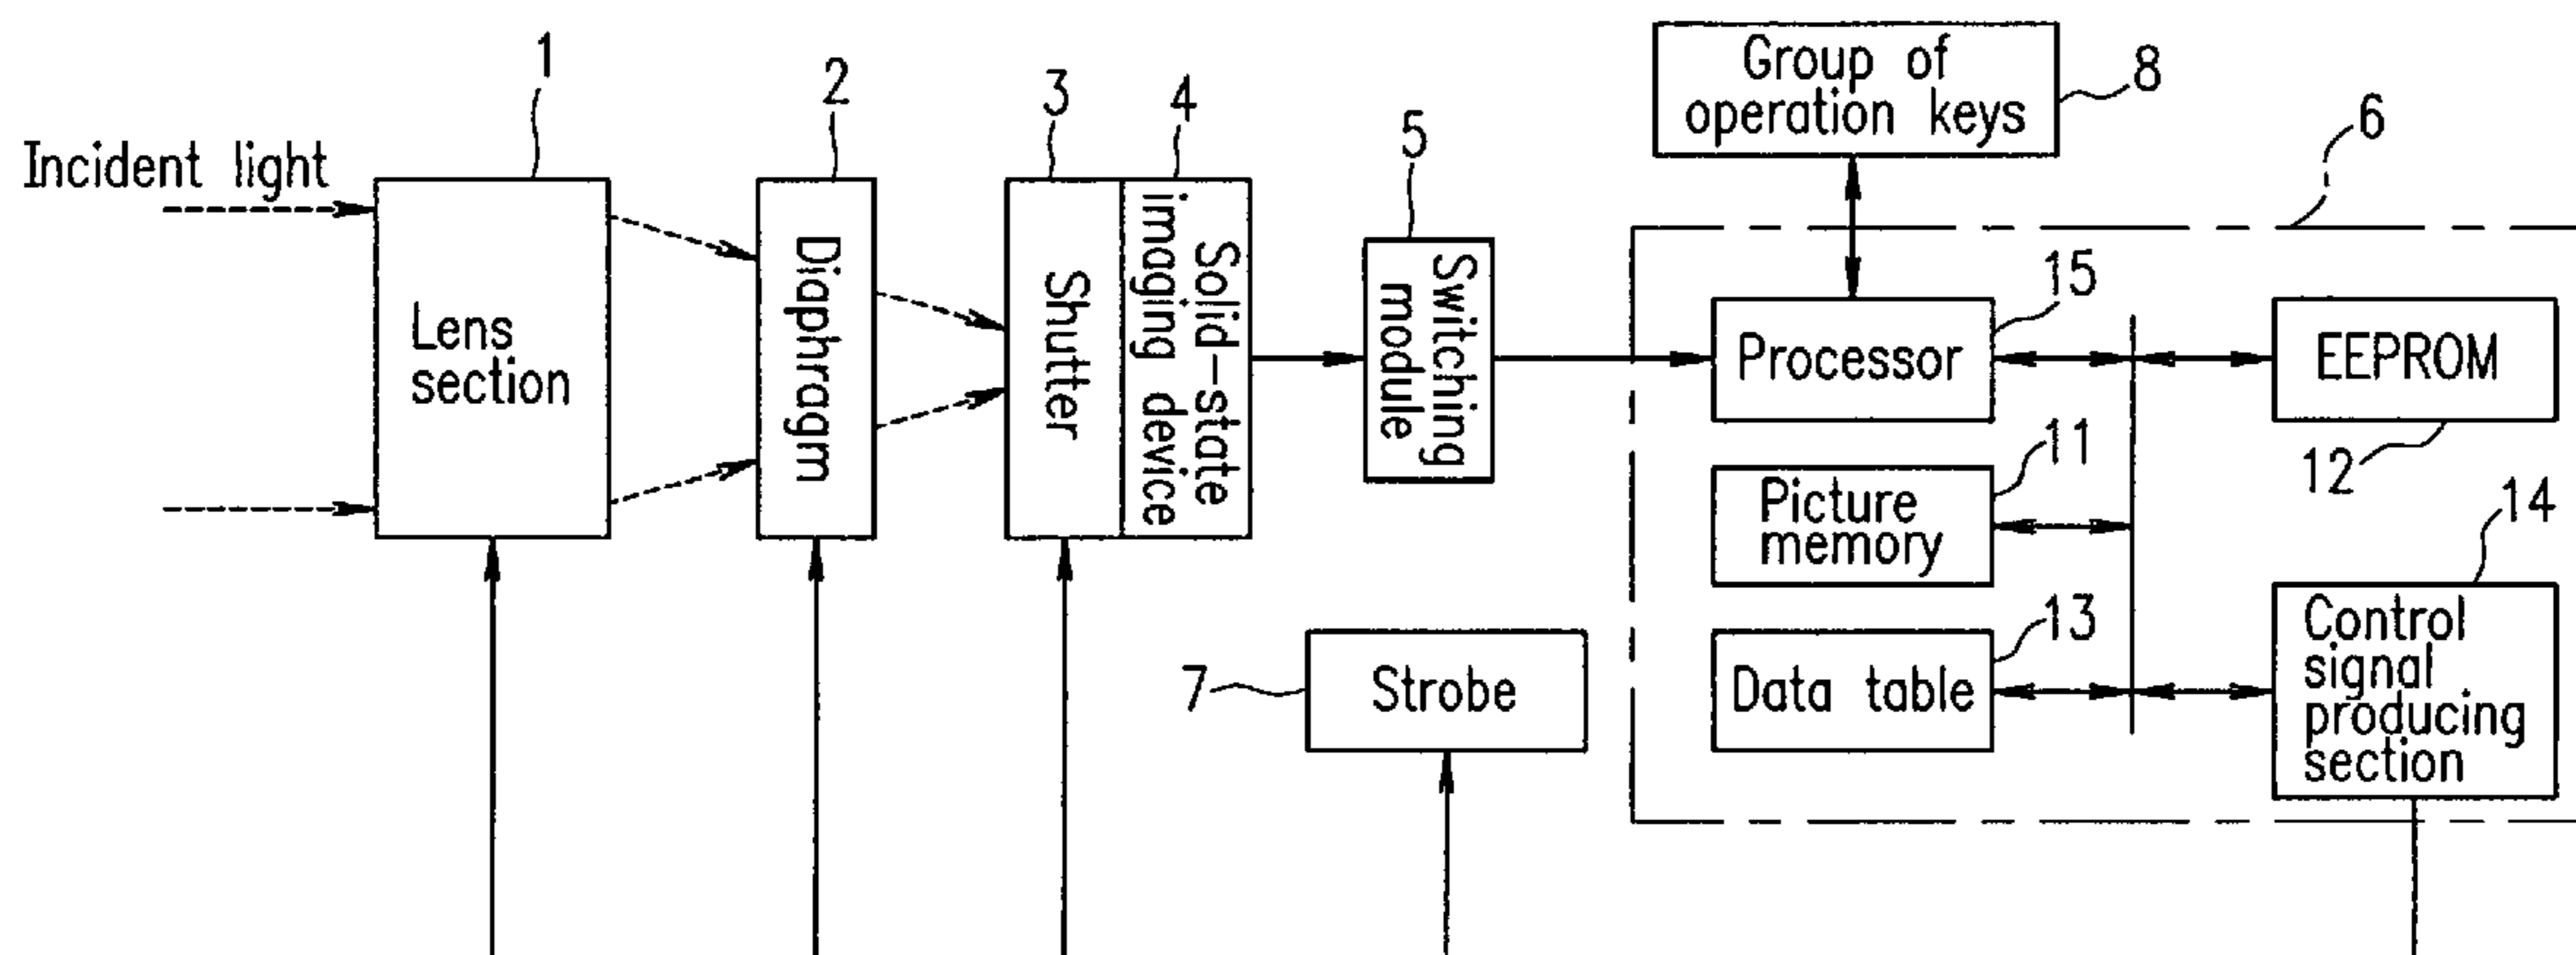 1
2
3
4
5
Group of
operation keys
8
6
Incident light
Lens
section
Diaphragm
Shutter
Solid-state
imaging device
Switching
module
15
Processor
EEPROM
12
11
Picture
memory
14
13
Data table
Control
signal
producing
section
7
Strobe